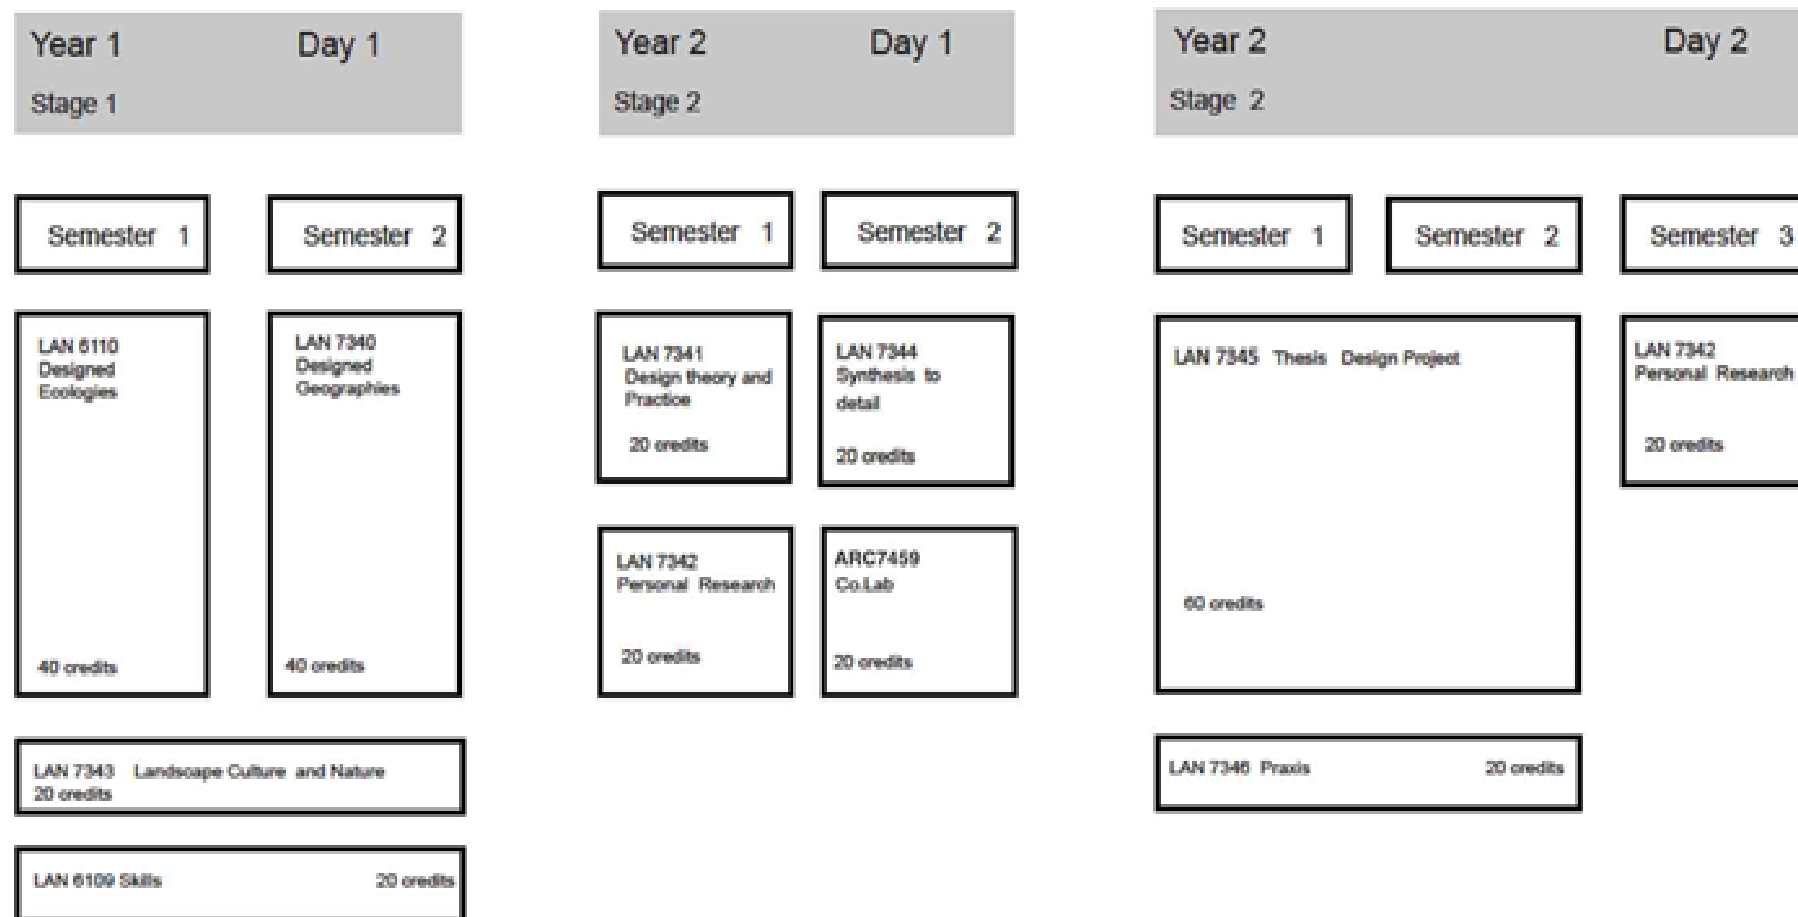 Year 1 Day 1
Stage 1
Semester 1
Semester 2
LAN 6110
Designed
Ecologies
40 credits
LAN 7340
Designed
Geographies
40 credits
LAN 7343 Landscape Culture and Nature
20 credits
LAN 6109 Skills 20 credits
Year 2 Day 1
Stage 2
Semester 1
Semester 2
LAN 7341
Design theory and
Practice
20 credits
LAN 7344
Synthesis to
detail
20 credits
LAN 7342
Personal Research
20 credits
ARC7459
Co.Lab
20 credits
Year 2 Day 2
Stage 2
Semester 1
Semester 2
Semester 3
LAN 7345 Thesis Design Project
60 credits
LAN 7342
Personal Research
20 credits
LAN 7346 Praxis 20 credits